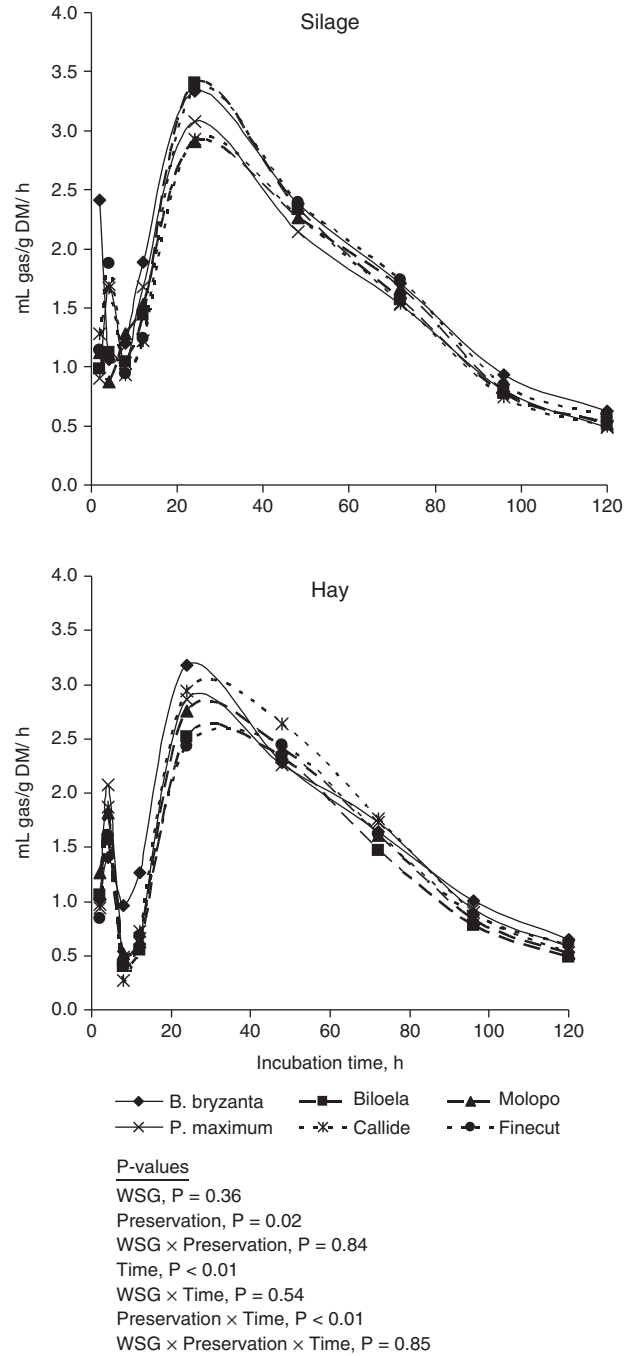 Silage
4.0
3.5
3.0
2.5
2.0
1.5
1.0
0.5
0.0
mL gas/g DM/ h
0 20 40 60 80 100 120
Hay
4.0
3.5
3.0
2.5
2.0
1.5
1.0
0.5
0.0
mL gas/g DM/ h
0 20 40 60 80 100 120
Incubation time, h
B. bryzanta Biloela Molopo
P. maximum Callide Finecut
P-values
WSG, P = 0.36
Preservation, P = 0.02
WSG × Preservation, P = 0.84
Time, P < 0.01
WSG × Time, P = 0.54
Preservation × Time, P < 0.01
WSG × Preservation × Time, P = 0.85